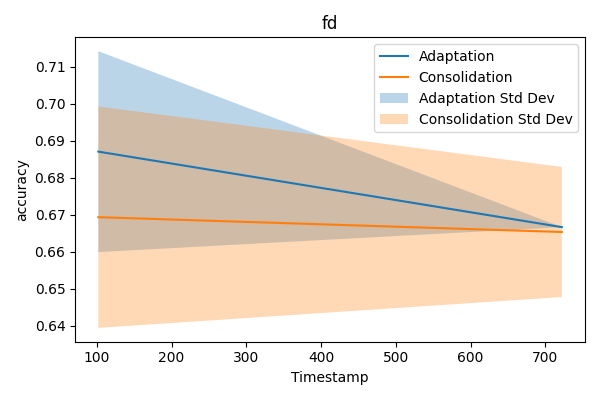 fd
Adaptation
Consolidation
Adaptation Std Dev
Consolidation Std Dev
accuracy
0.71
0.70
0.69
0.68
0.67
0.66
0.65
0.64
100 200 300 400 500 600 700
Timestamp